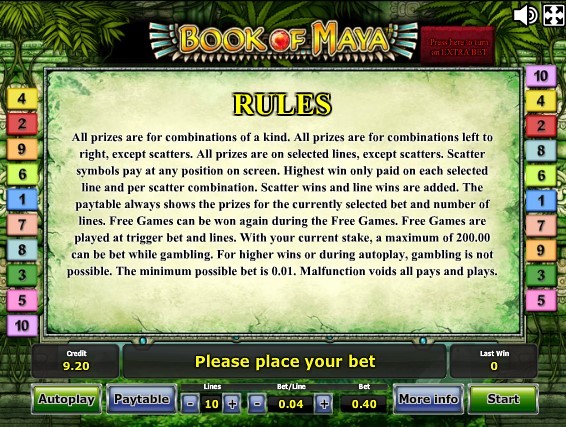 BOOK OF MAYA
Press here to turn
on EXTRA BET
RULES
All prizes are for combinations of a kind. All prizes are for combinations left to
right, except scatters. All prizes are on selected lines, except scatters. Scatter
symbols pay at any position on screen. Highest win only paid on each selected
line and per scatter combination. Scatter wins and line wins are added. The
paytable always shows the prizes for the currently selected bet and number of
lines. Free Games can be won again during the Free Games. Free Games are
played at trigger bet and lines. With your current stake, a maximum of 200.00
can be bet while gambling. For higher wins or during autoplay, gambling is not
possible. The minimum possible bet is 0.01. Malfunction voids all pays and plays.
4
2
9
6
1
7
8
3
5
10
10
4
2
8
6
1
7
9
3
5
Credit
9.20
Please place your bet
Last Win
0
Autoplay
Paytable
Lines
- 10 +
Bet/Line
- 0.04 +
Bet
0.40
More info
Start